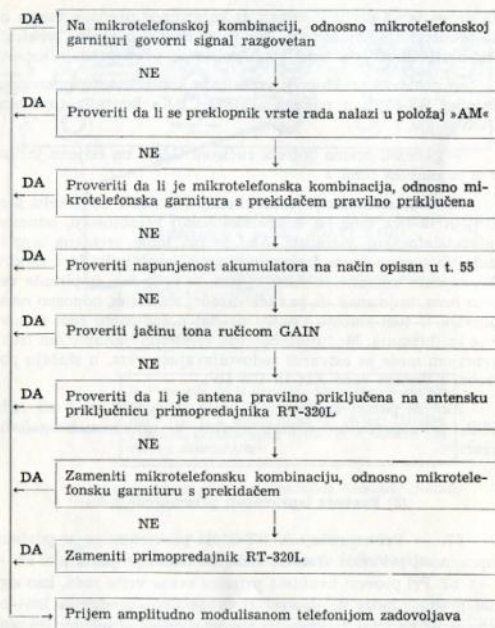 DA
Na mikrotelefonskoj kombinaciji, odnosno mikrotelefonskoj
garnituri govorni signal razgovetan
NE
DA
Proveriti da li se preklopnik vrste rada nalazi u položaj »AM«
NE
DA
Proveriti da li je mikrotelefonska kombinacija, odnosno mi-
krotelefonska garnitura s prekidačem pravilno priključena
NE
DA
Proveriti napunjenost akumulatora na način opisan u t. 55
NE
DA
Proveriti jačinu tona ručicom GAIN
NE
DA
Proveriti da li je antena pravilno priključena na antensku
priključnicu primopredajnika RT-320L
NE
DA
Zameniti mikrotelefonsku kombinaciju, odnosno mikrotele-
fonsku garnituru s prekidačem
NE
DA
Zameniti primopredajnik RT-320L
Prijem amplitudno modulisanom telefonijom zadovoljava